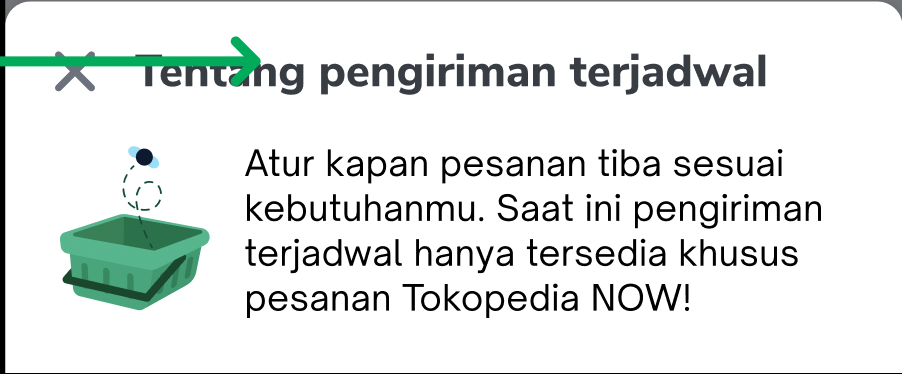 Tentang pengiriman terjadwal
Atur kapan pesanan tiba sesuai
kebutuhanmu. Saat ini pengiriman
terjadwal hanya tersedia khusus
pesanan Tokopedia NOW!